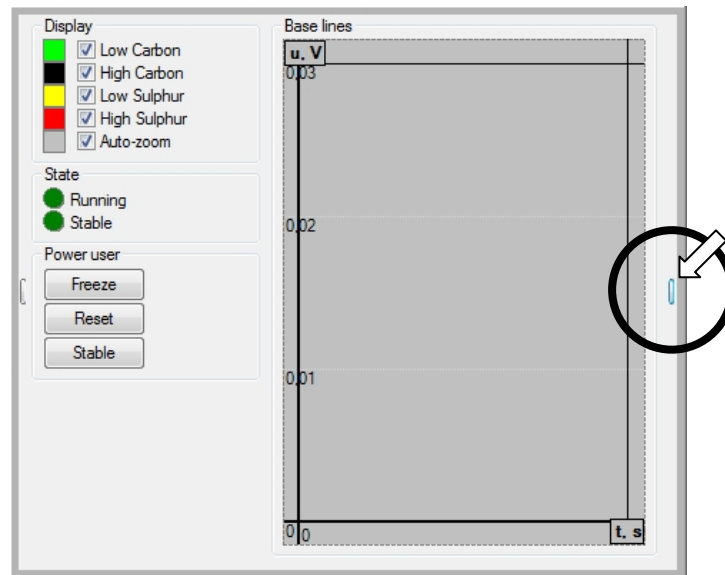 Display
Low Carbon
High Carbon
Low Sulphur
High Sulphur
Auto-zoom
State
Running
Stable
Power user
Freeze
Reset
Stable
Base lines
u, V
0,03
0,02
0,01
0 0
t, s